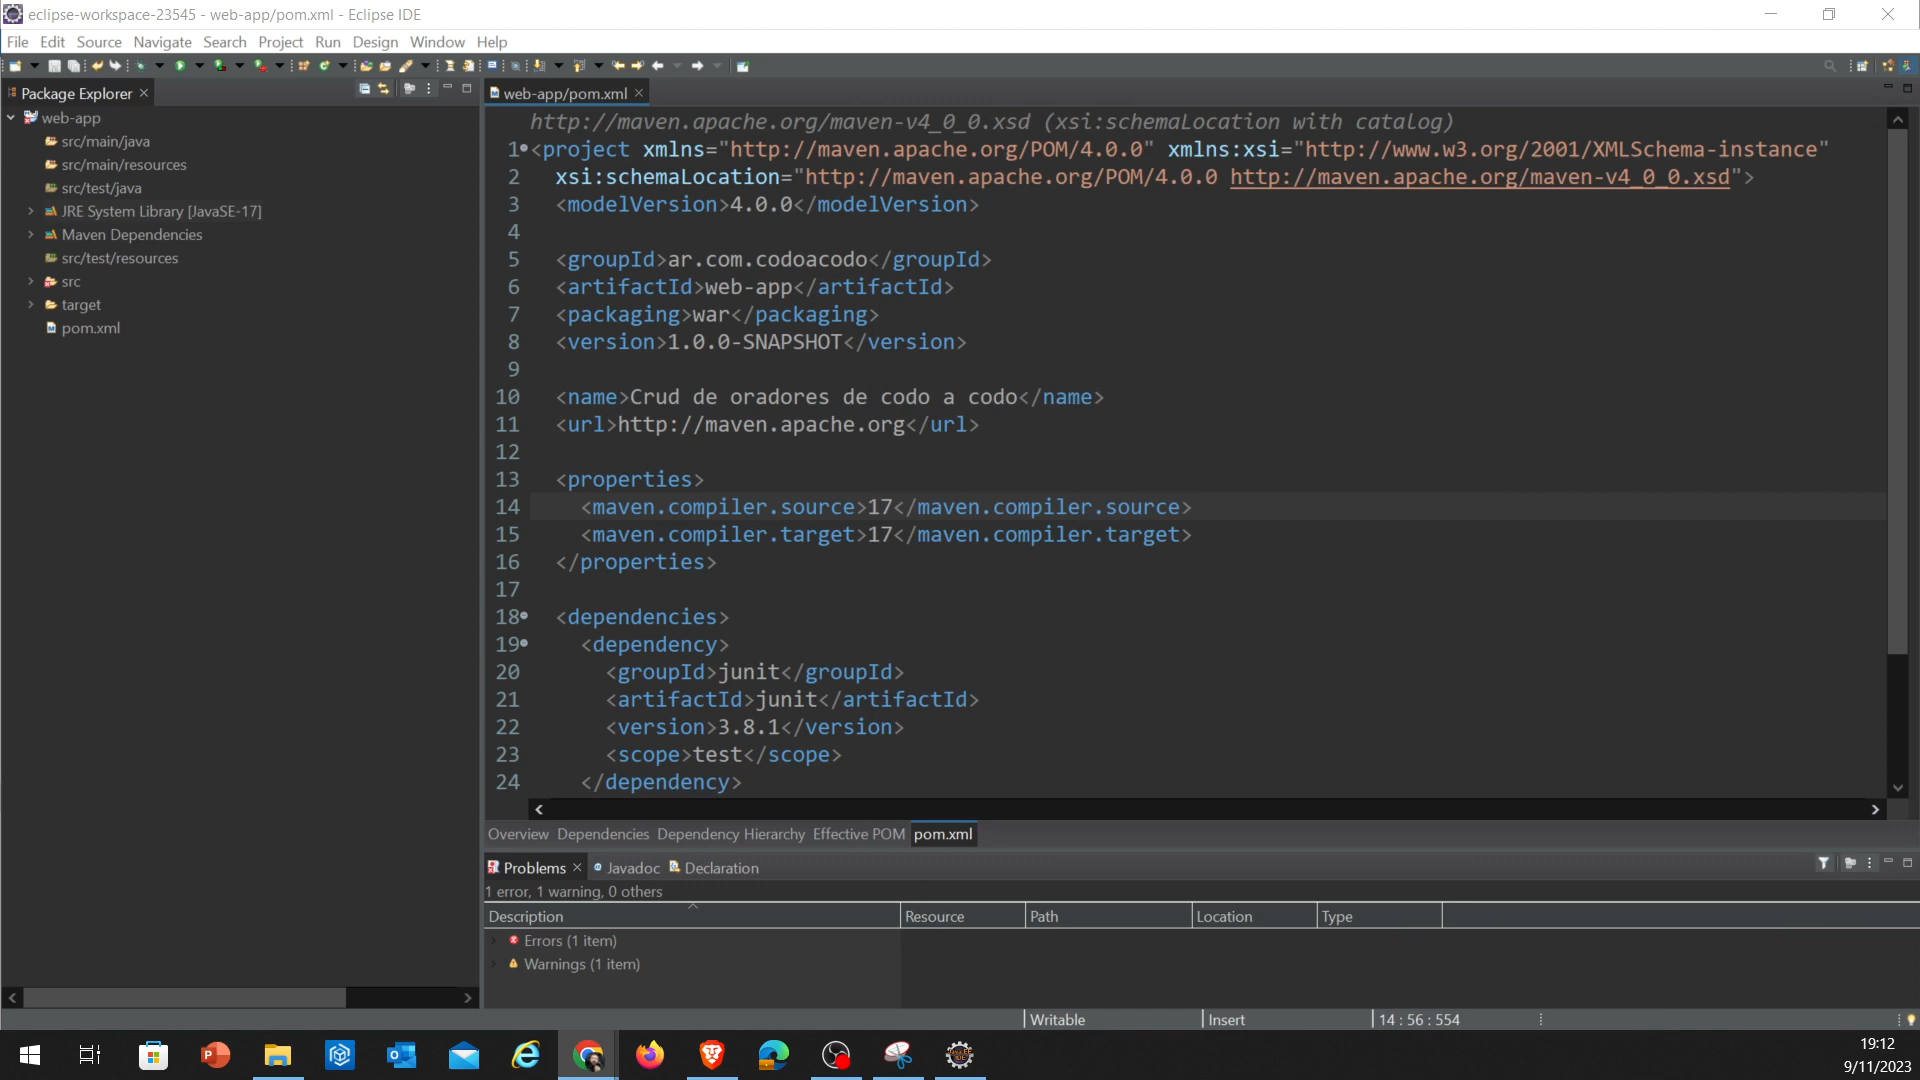 eclipse-workspace-23545 - web-app/pom.xml - Eclipse IDE
File Edit Source Navigate Search Project Run Design Window Help
Package Explorer
web-app
src/main/java
src/main/resources
src/test/java
JRE System Library [JavaSE-17]
Maven Dependencies
src/test/resources
src
target
pom.xml
web-app/pom.xml
http://maven.apache.org/maven-v4_0_0.xsd (xsi:schemaLocation with catalog)
1 <project xmlns="http://maven.apache.org/POM/4.0.0" xmlns:xsi="http://www.w3.org/2001/XMLSchema-instance"
2 xsi:schemaLocation="http://maven.apache.org/POM/4.0.0 http://maven.apache.org/maven-v4_0_0.xsd">
3 <modelVersion>4.0.0</modelVersion>
4
5 <groupId>ar.com.codoacodo</groupId>
6 <artifactId>web-app</artifactId>
7 <packaging>war</packaging>
8 <version>1.0.0-SNAPSHOT</version>
9
10 <name>Crud de oradores de codo a codo</name>
11 <url>http://maven.apache.org</url>
12
13 <properties>
14 <maven.compiler.source>17</maven.compiler.source>
15 <maven.compiler.target>17</maven.compiler.target>
16 </properties>
17
18 <dependencies>
19 <dependency>
20 <groupId>junit</groupId>
21 <artifactId>junit</artifactId>
22 <version>3.8.1</version>
23 <scope>test</scope>
24 </dependency>
Overview Dependencies Dependency Hierarchy Effective POM pom.xml
Problems Javadoc Declaration
1 error, 1 warning, 0 others
Description Resource Path Location Type
Errors (1 item)
Warnings (1 item)
Writable Insert 14 : 56 : 554
19:12
9/11/2023